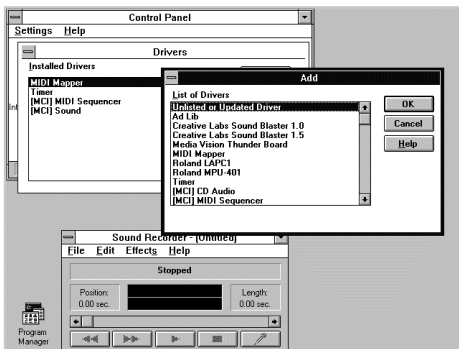 Control Panel
Settings Help
Drivers
Installed Drivers
MIDI Mapper
Timer
[MCI] MIDI Sequencer
[MCI] Sound
Int
Add
List of Drivers
Unlisted or Updated Driver
Ad Lib
Creative Labs Sound Blaster 1.0
Creative Labs Sound Blaster 1.5
Media Vision Thunder Board
MIDI Mapper
Roland LAPC1
Roland MPU-401
Timer
[MCI] CD Audio
[MCI] MIDI Sequencer
OK
Cancel
Help
Sound Recorder - [Untitled]
File Edit Effects Help
Stopped
Position:
0.00 sec.
Length:
0.00 sec.
Program
Manager